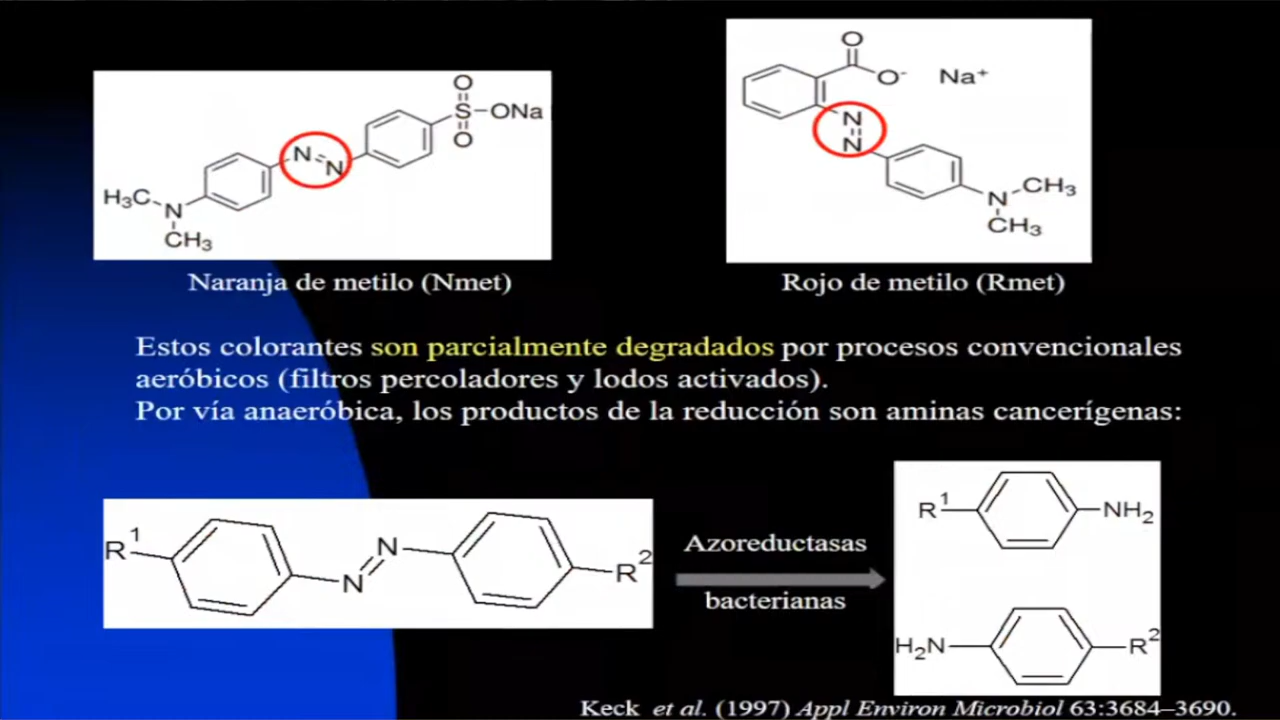 O
S
ONa
O
N
N
H₃C
N
CH₃
O
O⁻ Na⁺
N
N
N
CH₃
CH₃
Naranja de metilo (Nmet)
Rojo de metilo (Rmet)
Estos colorantes son parcialmente degradados por procesos convencionales
aeróbicos (filtros percoladores y lodos activados).
Por vía anaeróbica, los productos de la reducción son aminas cancerígenas:
R¹
N
N
R²
Azoreductasas
bacterianas
R¹
NH₂
H₂N
R²
Keck et al. (1997) Appl Environ Microbiol 63:3684–3690.